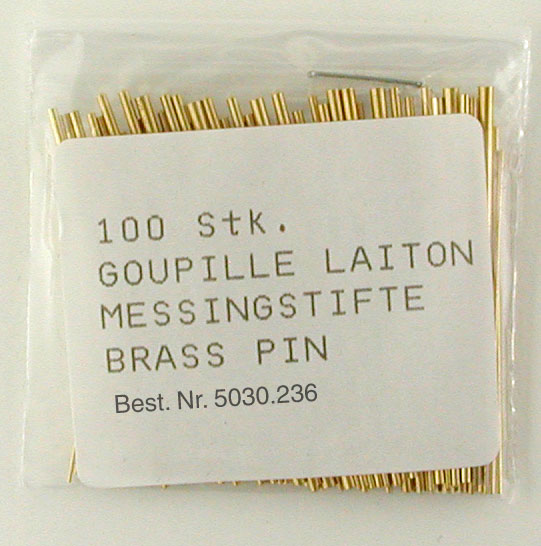 100 Stk.
GOUPILLE LAITON
MESSINGSTIFTE
BRASS PIN
Best. Nr. 5030.236